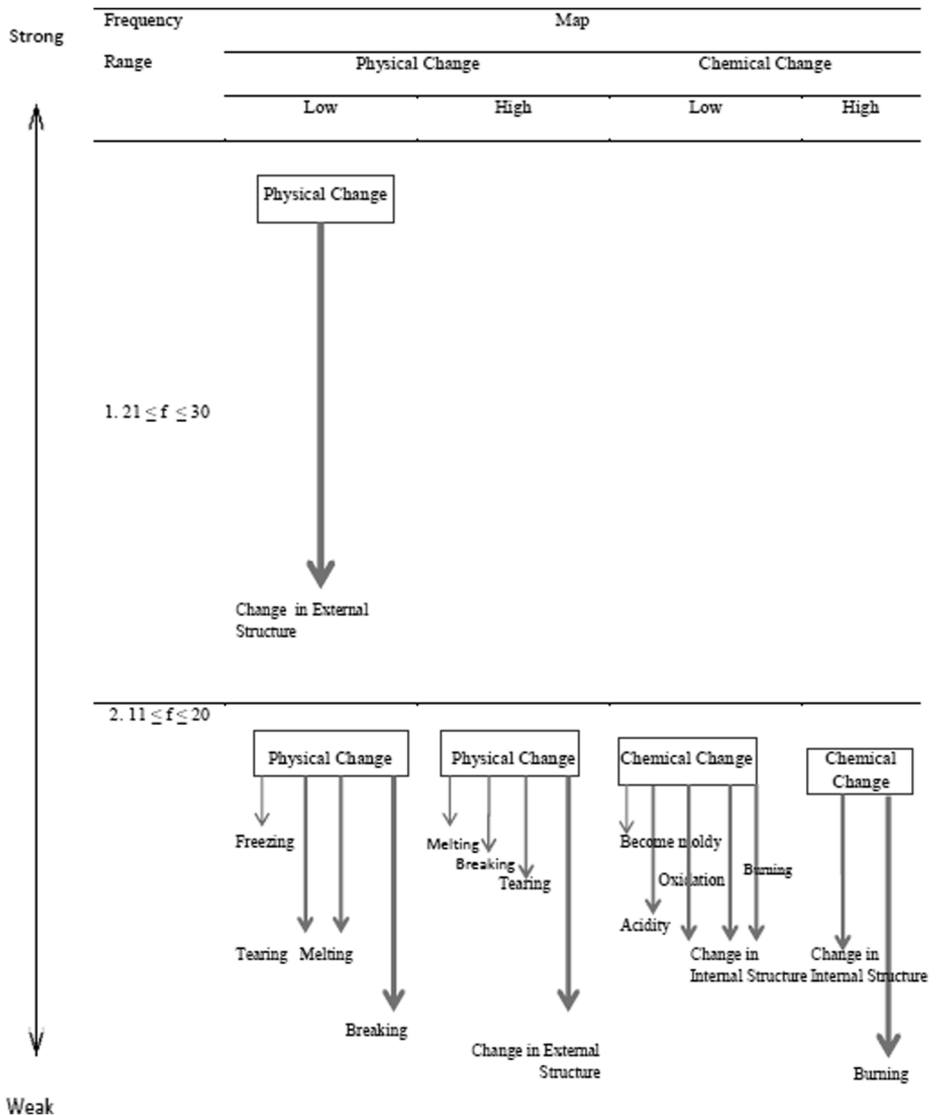 Strong
Frequency
Map
Range
Physical Change
Chemical Change
Low
High
Low
High
Physical Change
1. 21 ≤ f ≤ 30
Change in External
Structure
2. 11 ≤ f ≤ 20
Physical Change
Physical Change
Chemical Change
Chemical
Change
Freezing
Melting
Breaking
Tearing
Become moldy
Oxidation
Burning
Acidity
Tearing
Melting
Change in
Internal Structure
Change in
Internal Structure
Breaking
Change in External
Structure
Burning
Weak